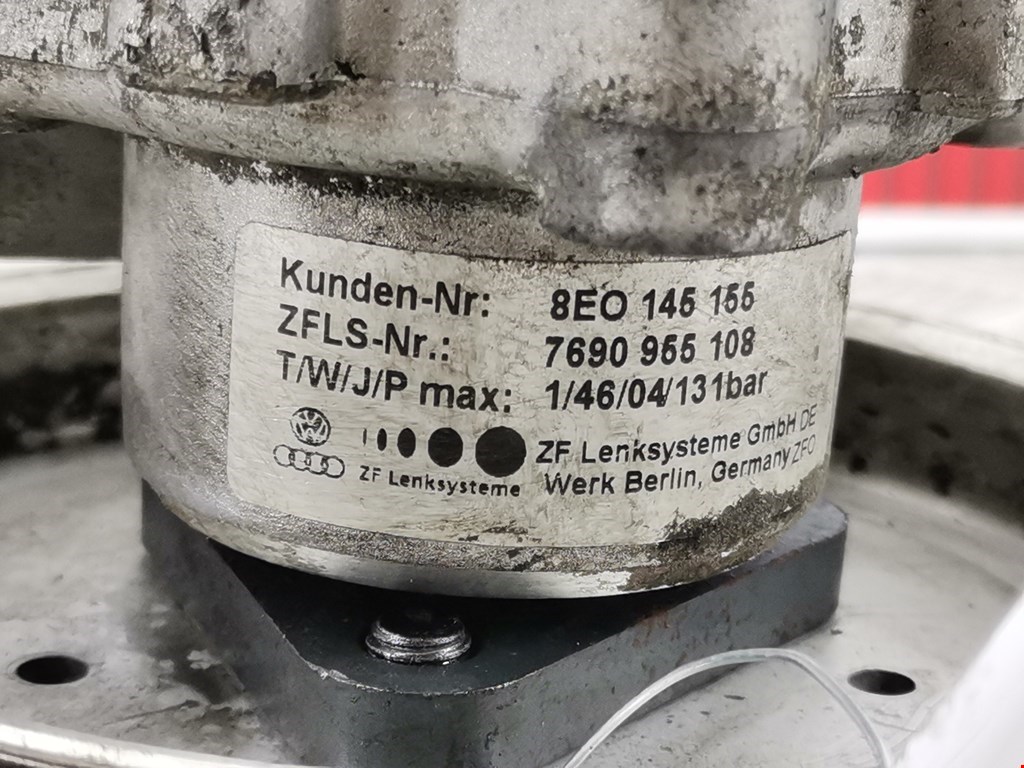 Kunden-Nr: 8EO 145 155
ZFLS-Nr.: 7690 955 108
T/W/J/P max: 1/46/04/131bar
ZF Lenksysteme GmbH DE
ZF Lenksysteme Werk Berlin, Germany ZFO